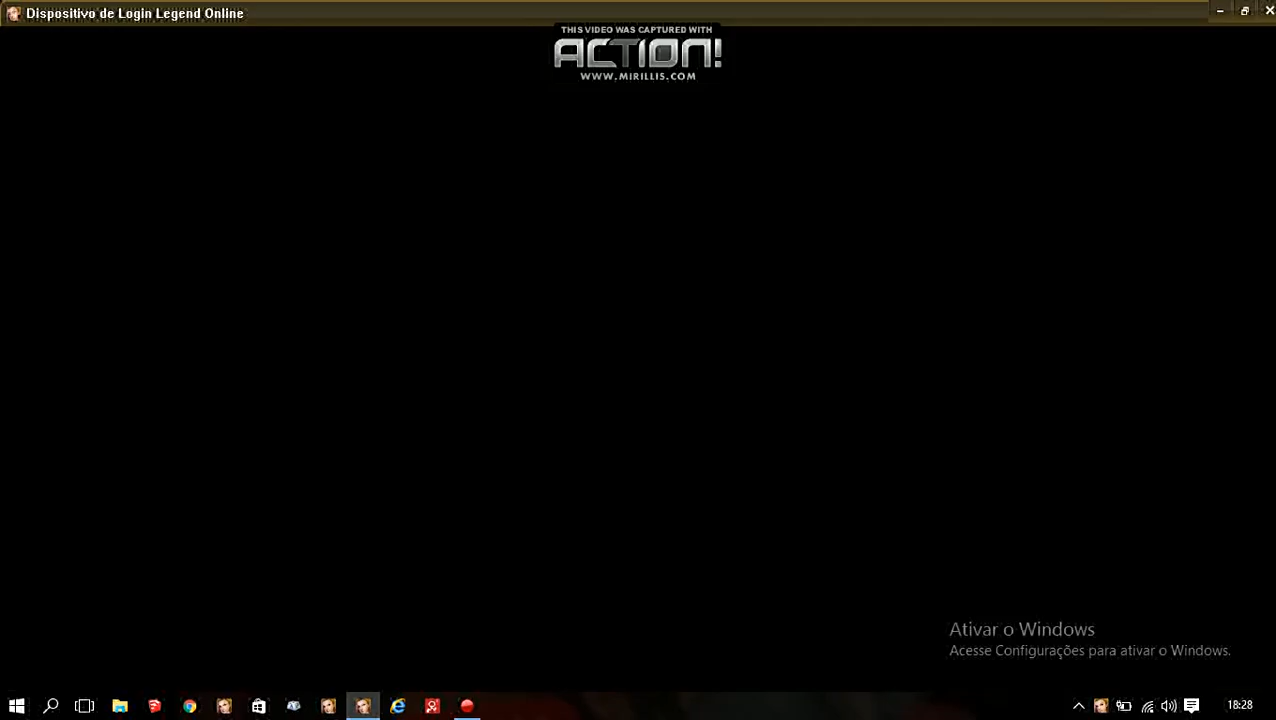 Dispositivo de Login Legend Online
THIS VIDEO WAS CAPTURED WITH
ACTION!
WWW.MIRILLIS.COM
Ativar o Windows
Acesse Configurações para ativar o Windows.
18:28